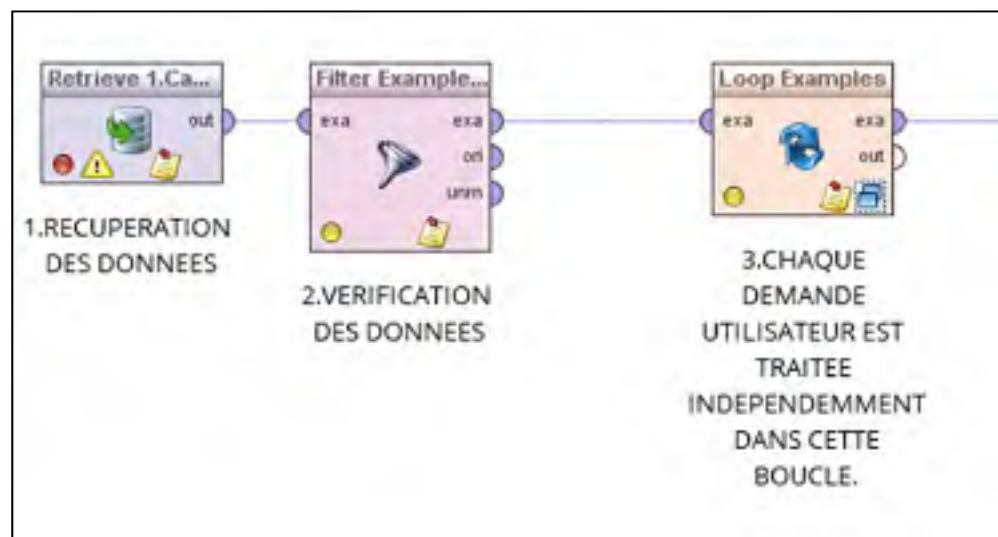 Retrieve 1.Ca...
out
1.RECUPERATION
DES DONNEES
Filter Example...
exa
exa
ori
unm
2.VERIFICATION
DES DONNEES
Loop Examples
exa
exa
out
3.CHAQUE
DEMANDE
UTILISATEUR EST
TRAITEE
INDEPENDEMMENT
DANS CETTE
BOUCLE.